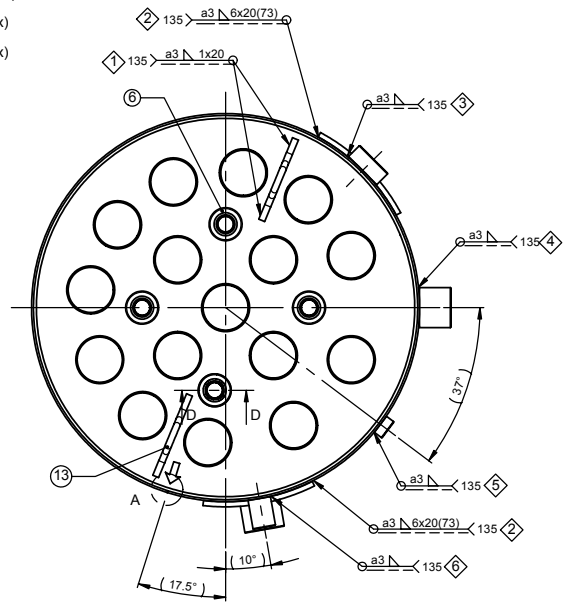 x)
x)
2 135 a3 6x20(73)
1 135 a3 1x20
6
a3 135 3
a3 135 4
( 37° )
D D
13
A
a3 135 5
a3 6x20(73) 135 2
a3 135 6
( 10° )
( 17.5° )